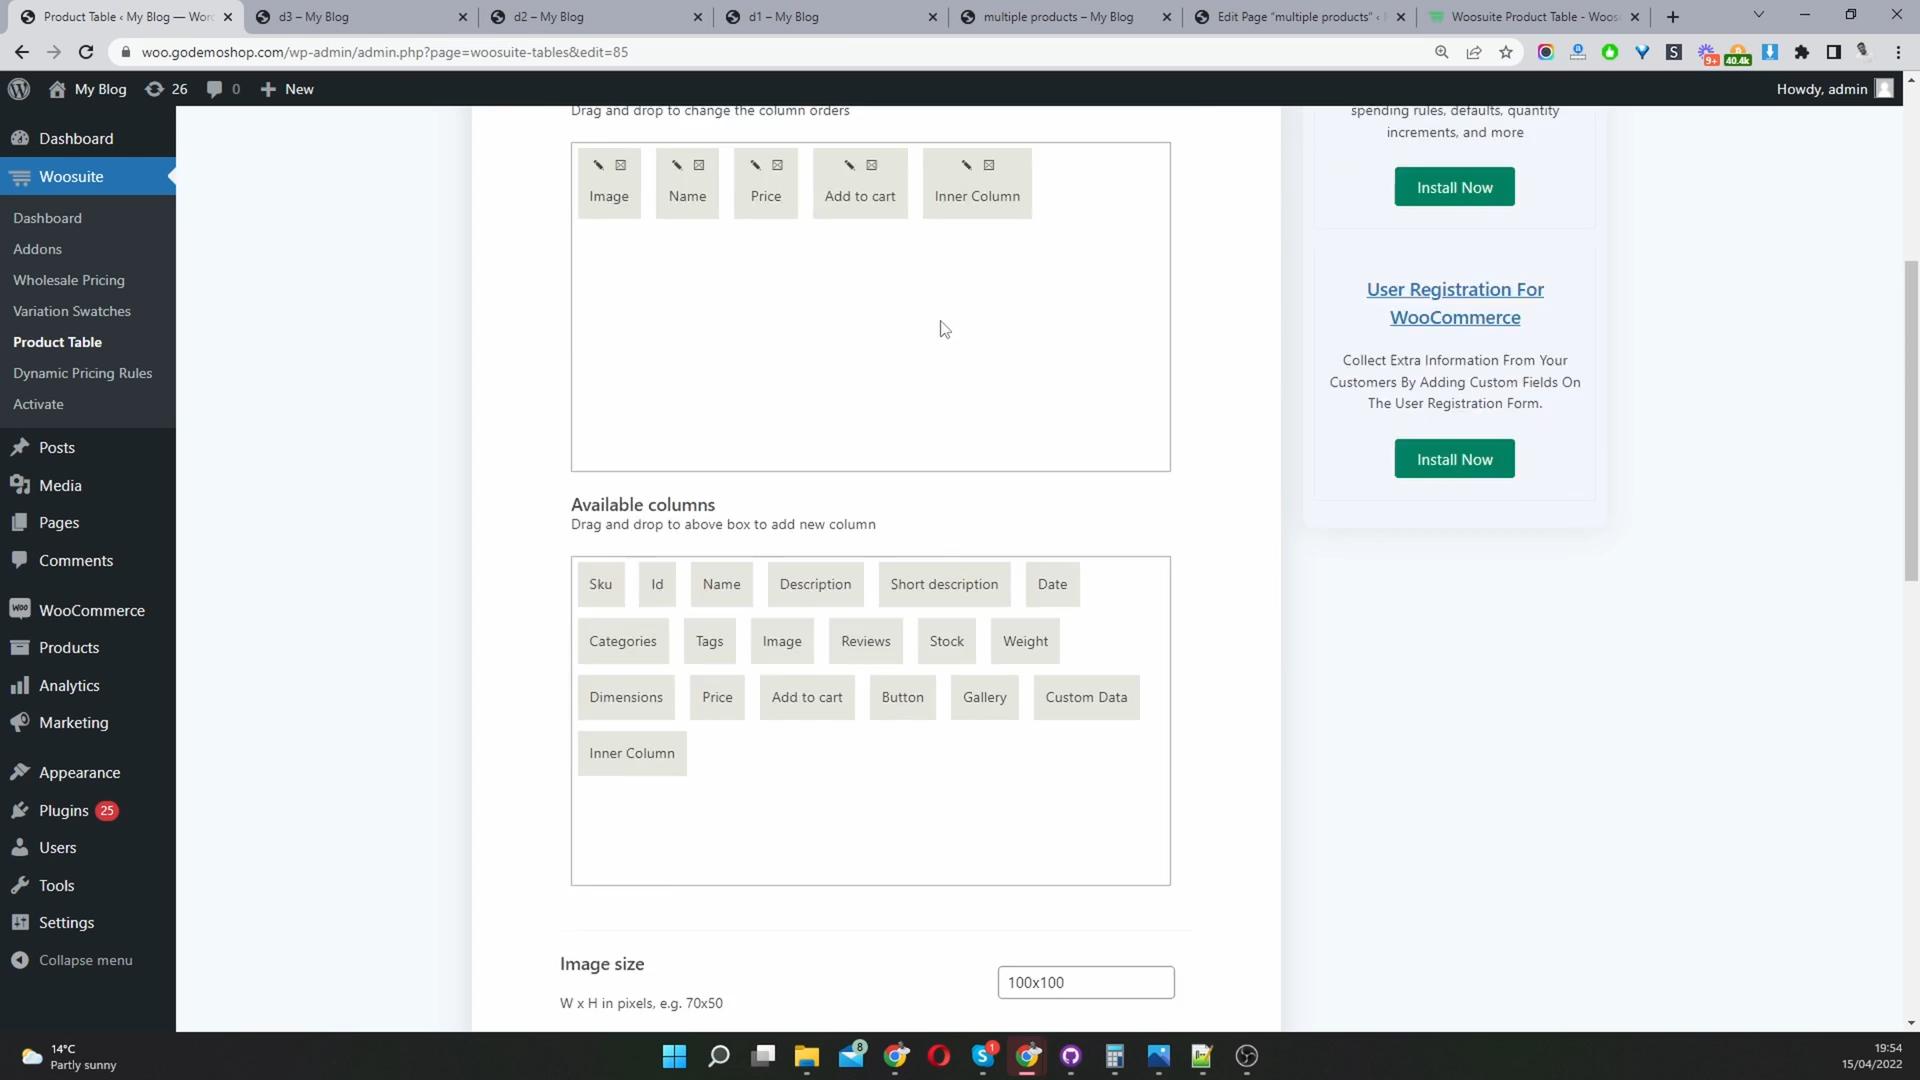 Product Table ‹ My Blog — Wor
d3 – My Blog
d2 – My Blog
d1 – My Blog
multiple products – My Blog
Edit Page "multiple products" ‹
Woosuite Product Table - Woos
woo.godemoshop.com/wp-admin/admin.php?page=woosuite-tables&edit=85
9+
40.4k
My Blog
26
0
New
Howdy, admin
Dashboard
Woosuite
Dashboard
Addons
Wholesale Pricing
Variation Swatches
Product Table
Dynamic Pricing Rules
Activate
Posts
Media
Pages
Comments
WooCommerce
Products
Analytics
Marketing
Appearance
Plugins 25
Users
Tools
Settings
Collapse menu
Drag and drop to change the column orders
Image
Name
Price
Add to cart
Inner Column
Available columns
Drag and drop to above box to add new column
Sku
Id
Name
Description
Short description
Date
Categories
Tags
Image
Reviews
Stock
Weight
Dimensions
Price
Add to cart
Button
Gallery
Custom Data
Inner Column
Image size
100x100
W x H in pixels, e.g. 70x50
spending rules, defaults, quantity
increments, and more
Install Now
User Registration For
WooCommerce
Collect Extra Information From Your
Customers By Adding Custom Fields On
The User Registration Form.
Install Now
14°C
Partly sunny
8
S
1
19:54
15/04/2022